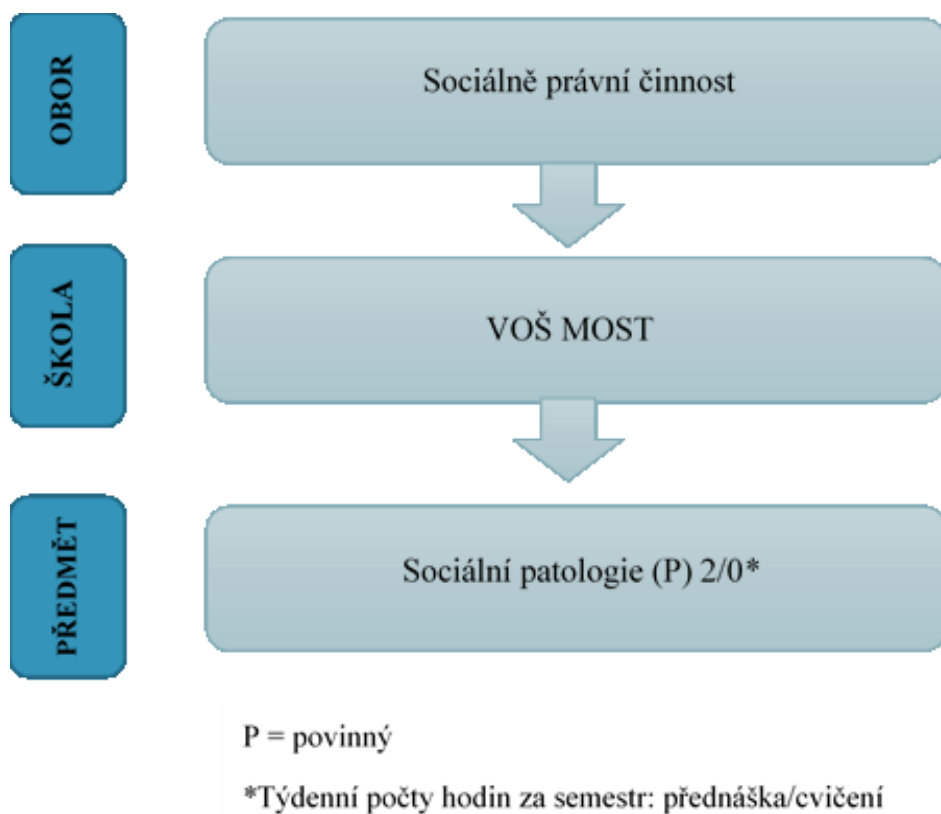 OBOR
Sociálně právní činnost
ŠKOLA
VOŠ MOST
PŘEDMĚT
Sociální patologie (P) 2/0*
P = povinný
*Týdenní počty hodin za semestr: přednáška/cvičení